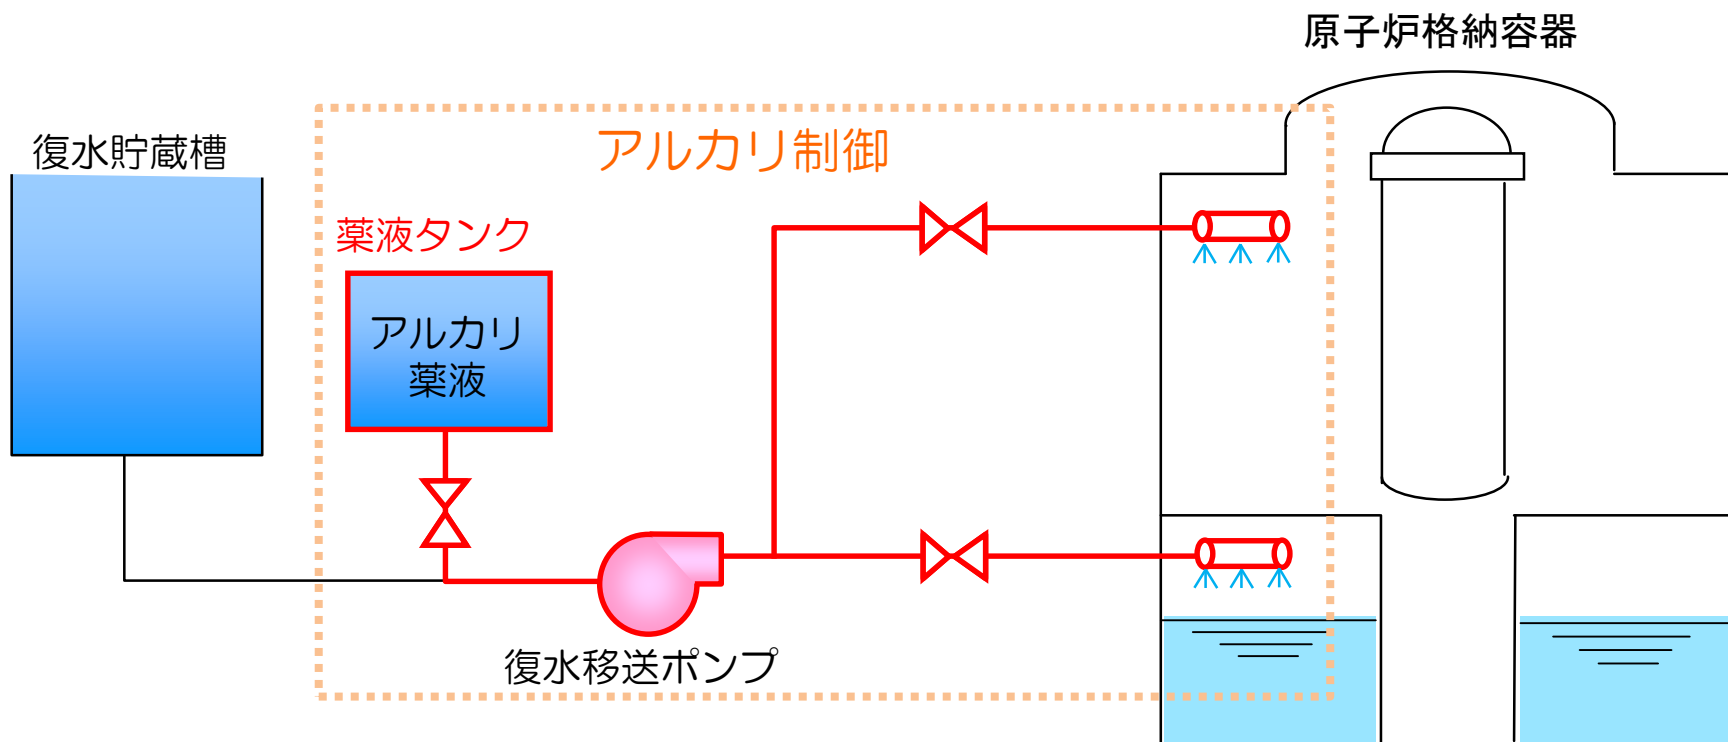 原子炉格納容器
復水貯蔵槽
アルカリ制御
薬液タンク
アルカリ
薬液
復水移送ポンプ